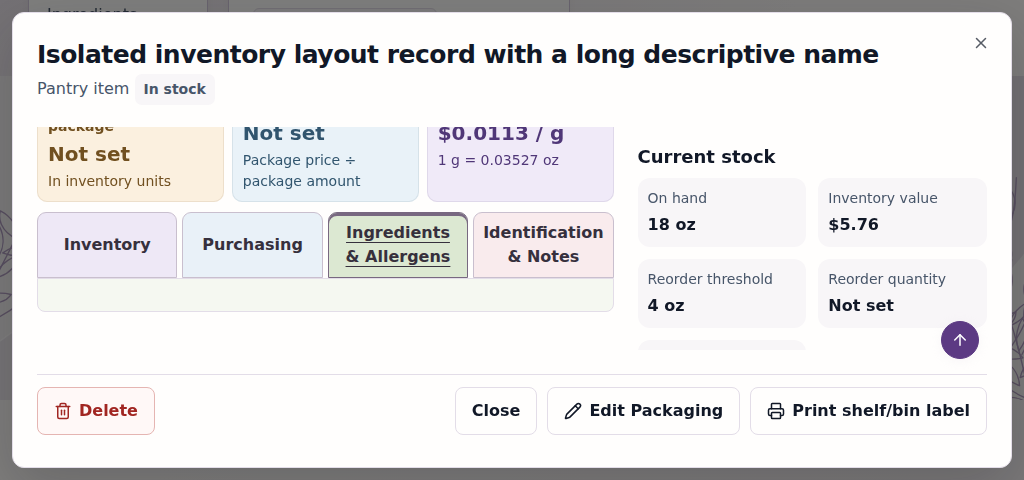 Ingredients
Isolated inventory layout record with a long descriptive name
Pantry item In stock
package
Not set
In inventory units
Not set
Package price ÷
package amount
$0.0113 / g
1 g = 0.03527 oz
Inventory
Purchasing
Ingredients
& Allergens
Identification
& Notes
Current stock
On hand
18 oz
Inventory value
$5.76
Reorder threshold
4 oz
Reorder quantity
Not set
Delete
Close
Edit Packaging
Print shelf/bin label